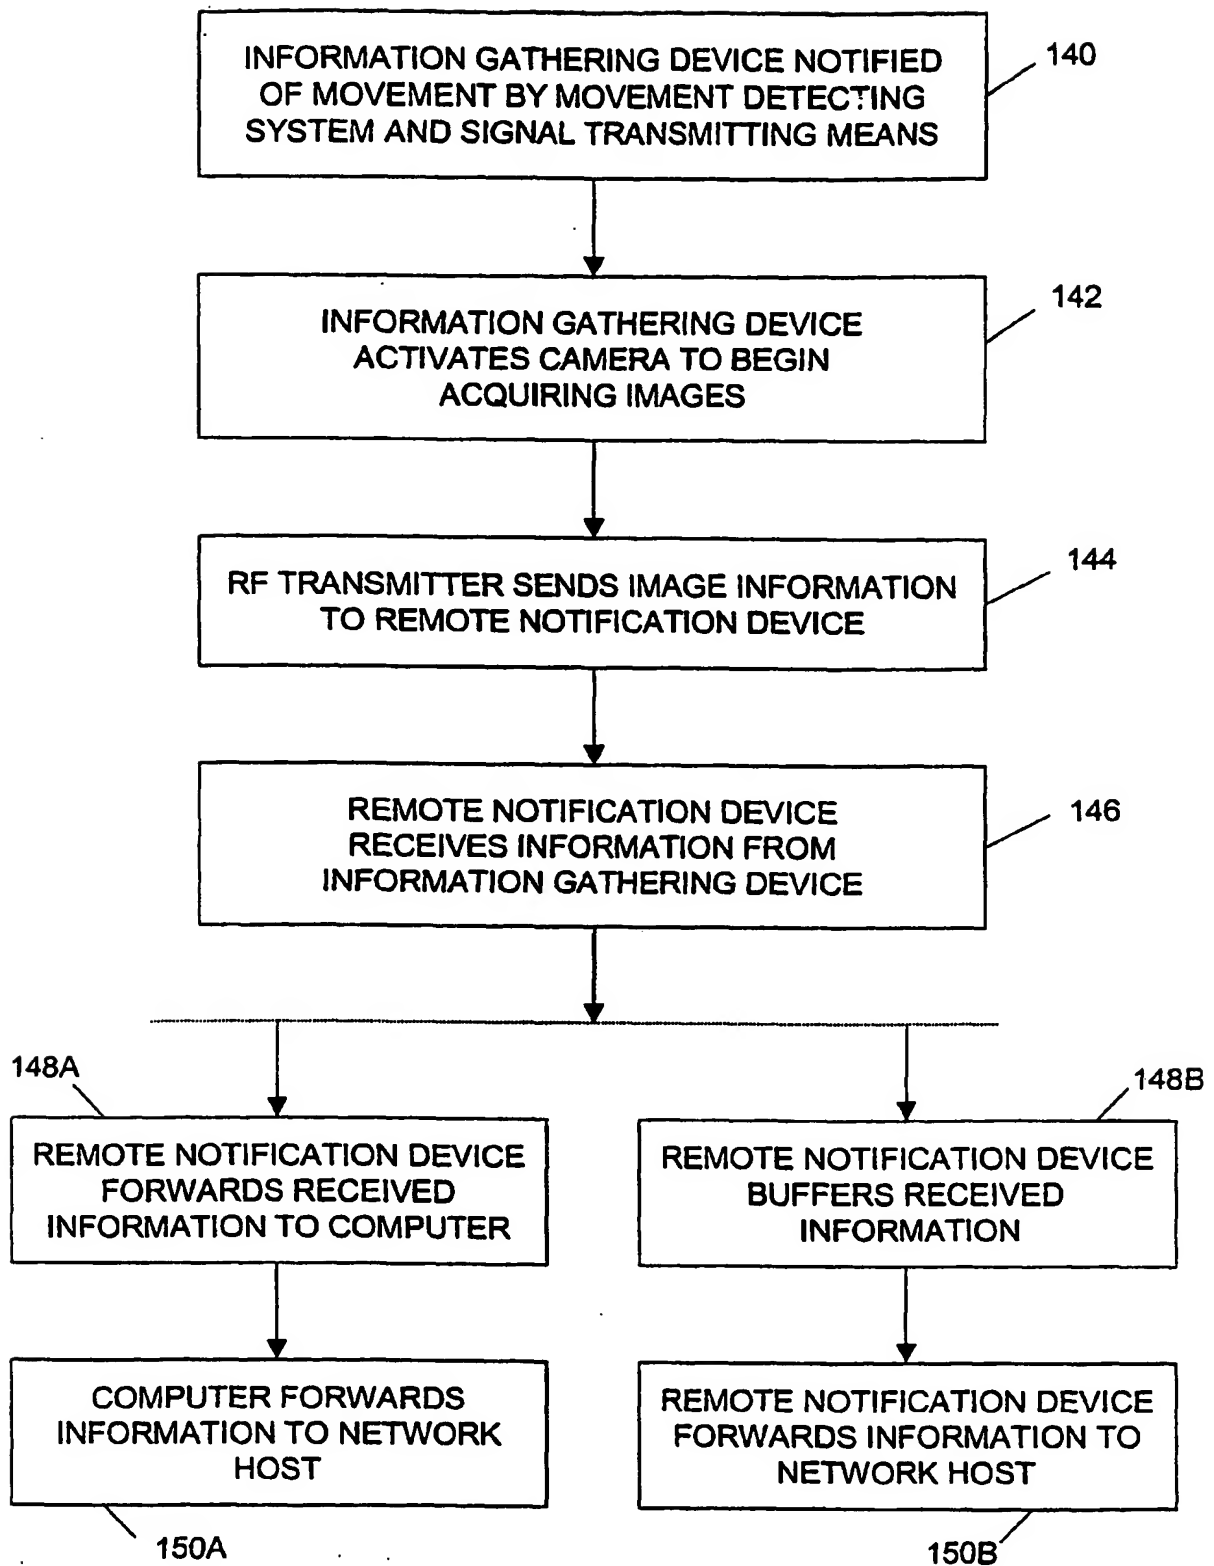 INFORMATION GATHERING DEVICE NOTIFIED
OF MOVEMENT BY MOVEMENT DETECTING
SYSTEM AND SIGNAL TRANSMITTING MEANS
140
INFORMATION GATHERING DEVICE
ACTIVATES CAMERA TO BEGIN
ACQUIRING IMAGES
142
RF TRANSMITTER SENDS IMAGE INFORMATION
TO REMOTE NOTIFICATION DEVICE
144
REMOTE NOTIFICATION DEVICE
RECEIVES INFORMATION FROM
INFORMATION GATHERING DEVICE
146
148A
REMOTE NOTIFICATION DEVICE
FORWARDS RECEIVED
INFORMATION TO COMPUTER
148B
REMOTE NOTIFICATION DEVICE
BUFFERS RECEIVED
INFORMATION
COMPUTER FORWARDS
INFORMATION TO NETWORK
HOST
150A
REMOTE NOTIFICATION DEVICE
FORWARDS INFORMATION TO
NETWORK HOST
150B